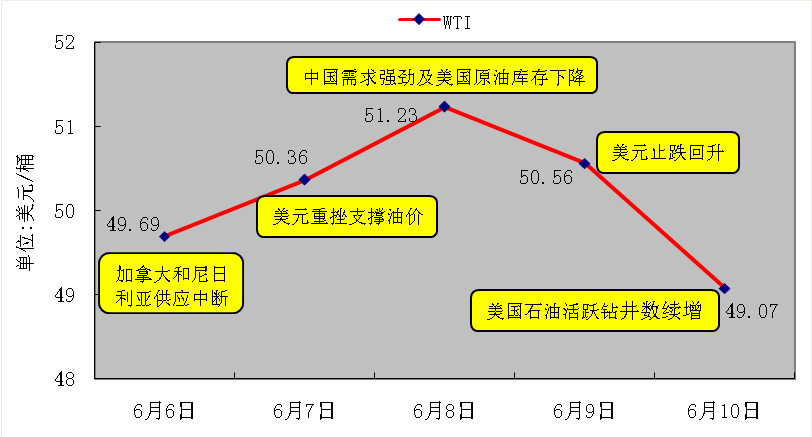 WTI
单位:美元/桶
52
51
50
49
48
中国需求强劲及美国原油库存下降
51.23
50.36
美元止跌回升
50.56
美元重挫支撑油价
49.69
加拿大和尼日
利亚供应中断
美国石油活跃钻井数续增
49.07
6月6日
6月7日
6月8日
6月9日
6月10日